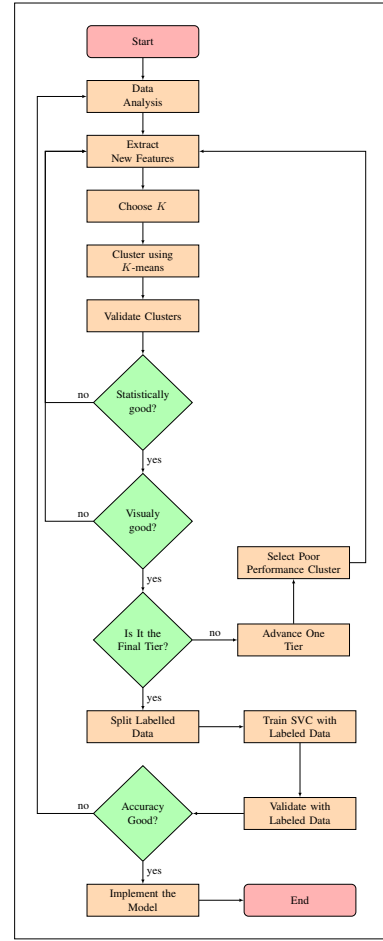 Start
Data
Analysis
Extract
New Features
Choose K
Cluster using
K-means
Validate Clusters
no
Statistically
good?
yes
no
Visualy
good?
yes
Select Poor
Performance Cluster
Is It the
Final Tier?
no
Advance One
Tier
yes
Split Labelled
Data
Train SVC with
Labeled Data
no
Accuracy
Good?
Validate with
Labeled Data
yes
Implement the
Model
End